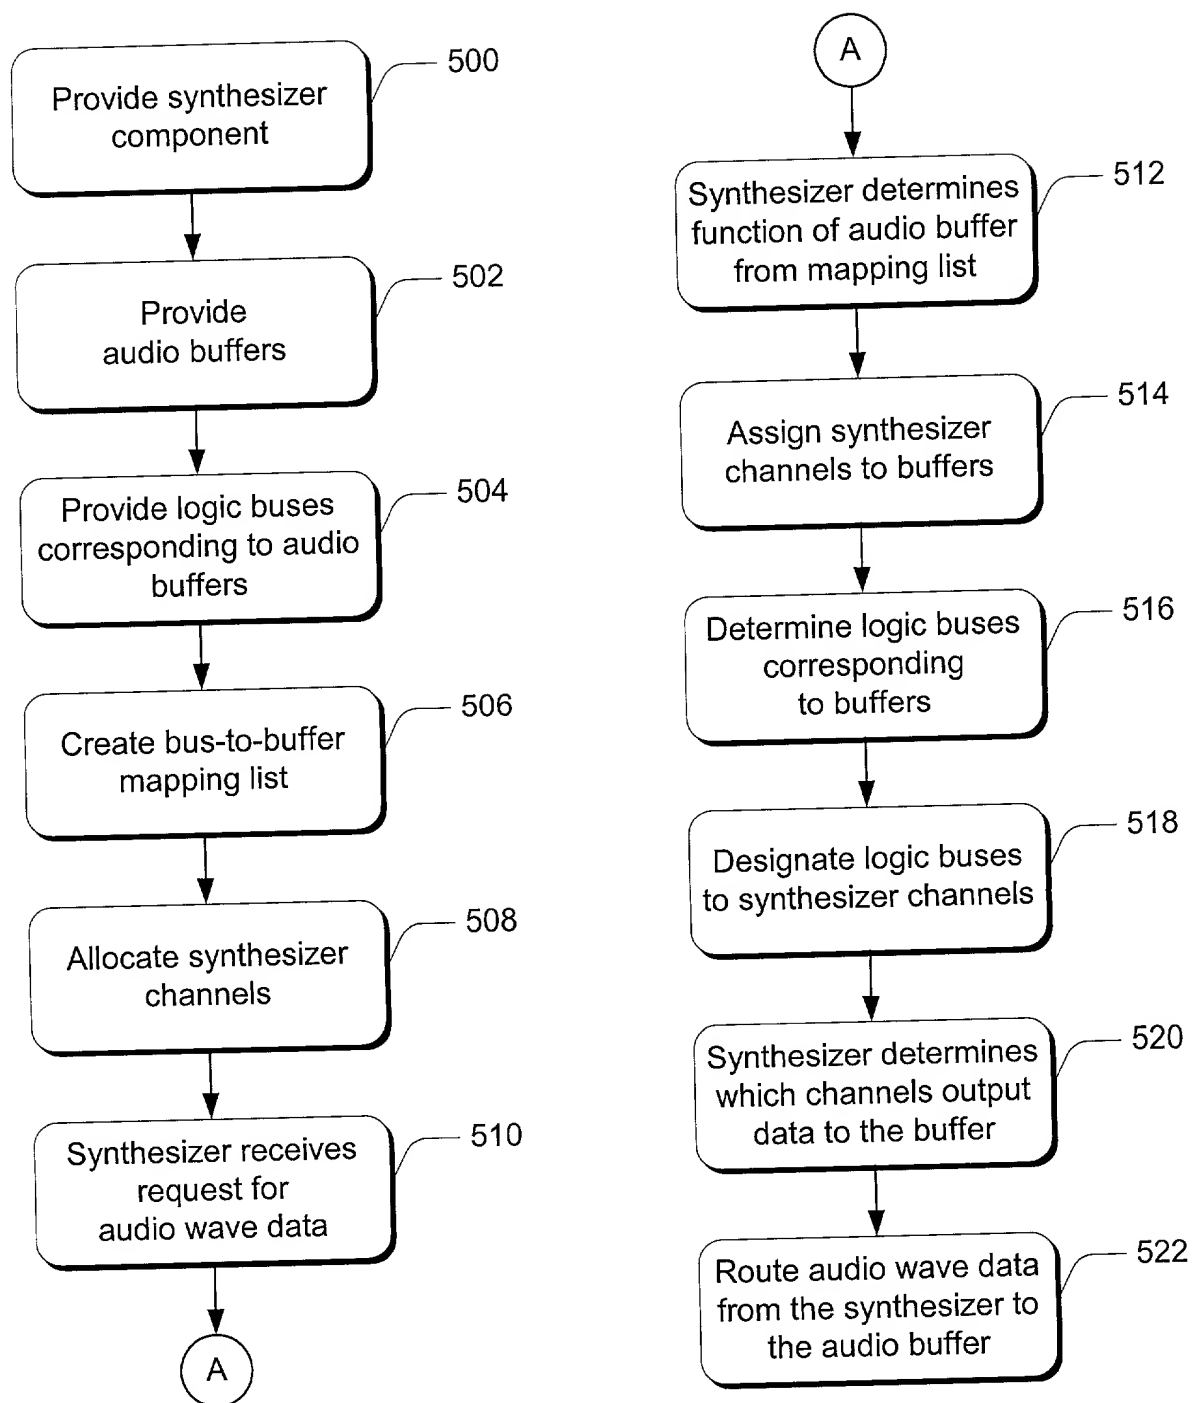 Provide synthesizer
component
500
Provide
audio buffers
502
Provide logic buses
corresponding to audio
buffers
504
Create bus-to-buffer
mapping list
506
Allocate synthesizer
channels
508
Synthesizer receives
request for
audio wave data
510
A
A
Synthesizer determines
function of audio buffer
from mapping list
512
Assign synthesizer
channels to buffers
514
Determine logic buses
corresponding
to buffers
516
Designate logic buses
to synthesizer channels
518
Synthesizer determines
which channels output
data to the buffer
520
Route audio wave data
from the synthesizer to
the audio buffer
522